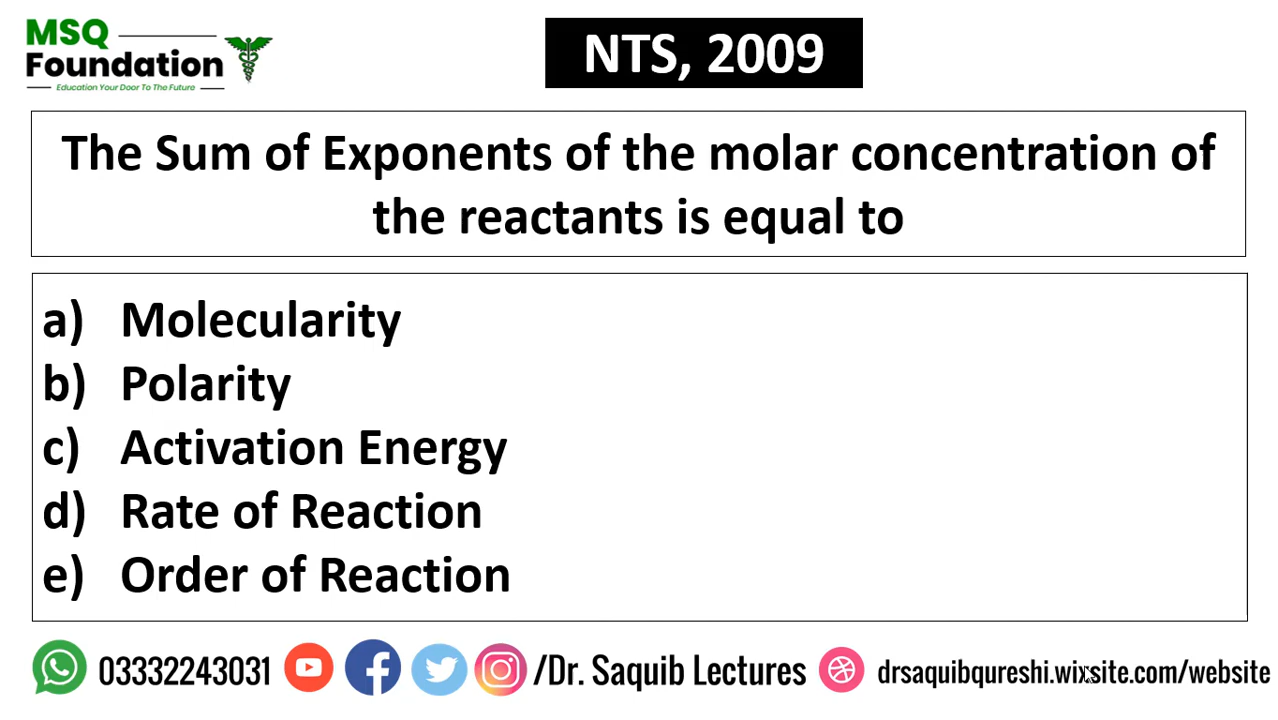 MSQ
Foundation
Education Your Door To The Future
NTS, 2009
The Sum of Exponents of the molar concentration of
the reactants is equal to
a) Molecularity
b) Polarity
c) Activation Energy
d) Rate of Reaction
e) Order of Reaction
03332243031 /Dr. Saquib Lectures drsaquibqureshi.wixsite.com/website